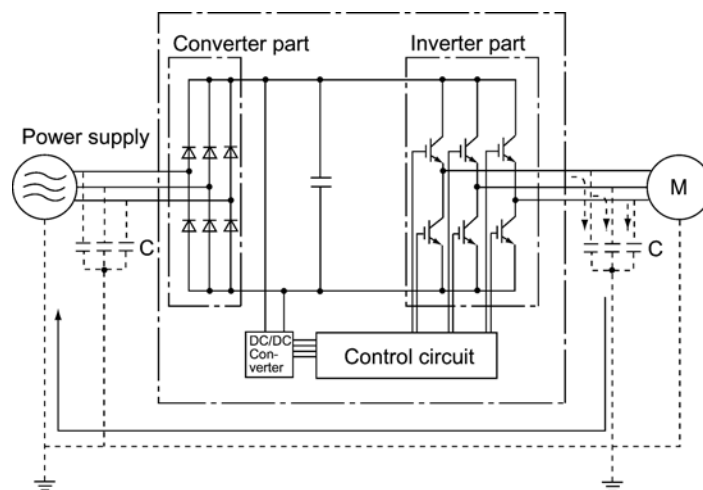 Converter part
Inverter part
Power supply
M
C
C
DC/DC
Con-
verter
Control circuit